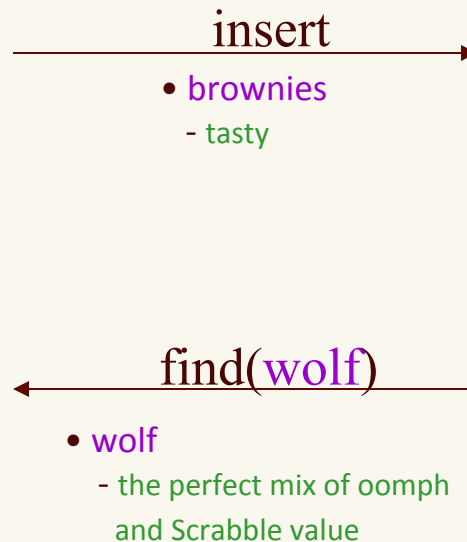 insert
• brownies
- tasty
find(wolf)
• wolf
- the perfect mix of oomph
and Scrabble value